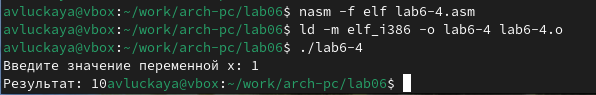 avluckaya@vbox:~/work/arch-pc/lab06$ nasm -f elf lab6-4.asm
avluckaya@vbox:~/work/arch-pc/lab06$ ld -m elf_i386 -o lab6-4 lab6-4.o
avluckaya@vbox:~/work/arch-pc/lab06$ ./lab6-4
Введите значение переменной х: 1
Результат: 10avluckaya@vbox:~/work/arch-pc/lab06$